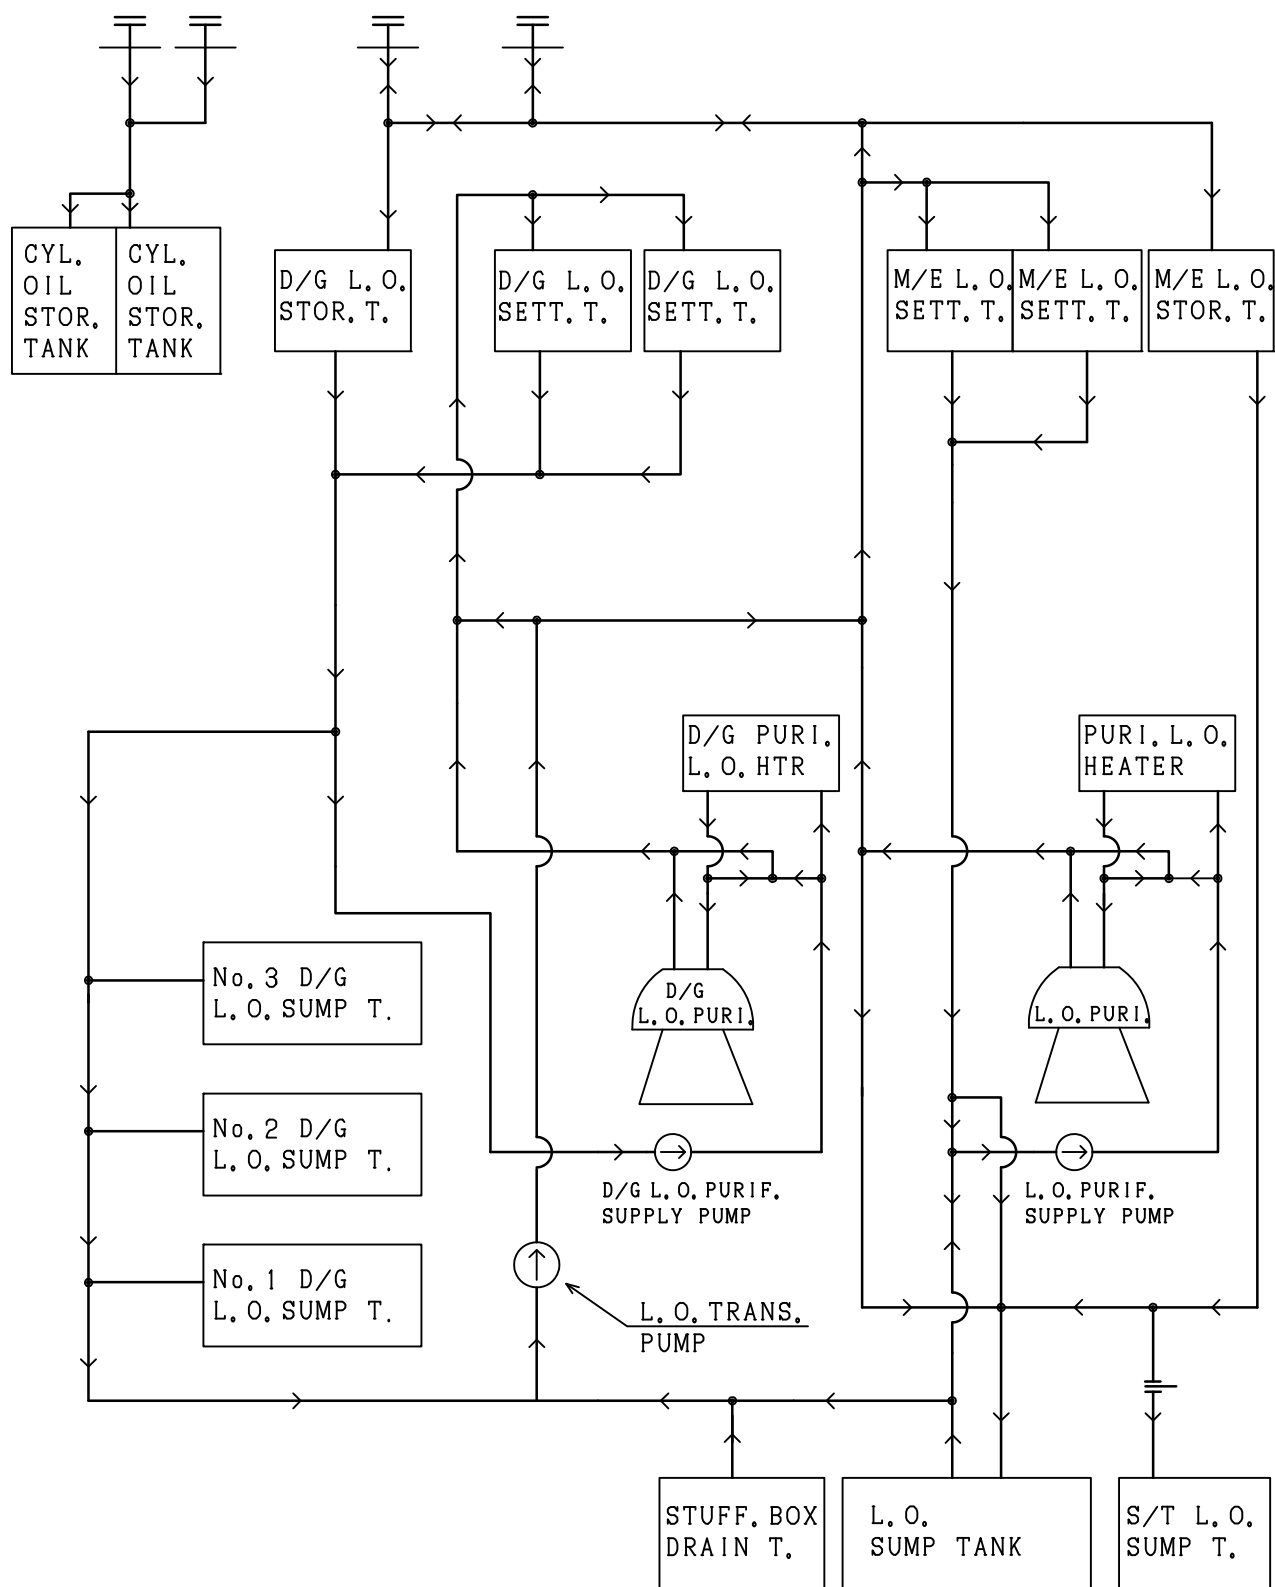 CYL.
OIL
STOR.
TANK
CYL.
OIL
STOR.
TANK
D/G L.O.
STOR.T.
D/G L.O.
SETT.T.
D/G L.O.
SETT.T.
M/E L.O.
SETT.T.
M/E L.O.
SETT.T.
M/E L.O.
STOR.T.
D/G PURI.
L.O.HTR
PURI.L.O.
HEATER
No.3 D/G
L.O.SUMP T.
D/G
L.O.PURI.
L.O.PURI.
No.2 D/G
L.O.SUMP T.
D/G L.O.PURIF.
SUPPLY PUMP
L.O.PURIF.
SUPPLY PUMP
No.1 D/G
L.O.SUMP T.
L.O.TRANS.
PUMP
STUFF.BOX
DRAIN T.
L.O.
SUMP TANK
S/T L.O.
SUMP T.